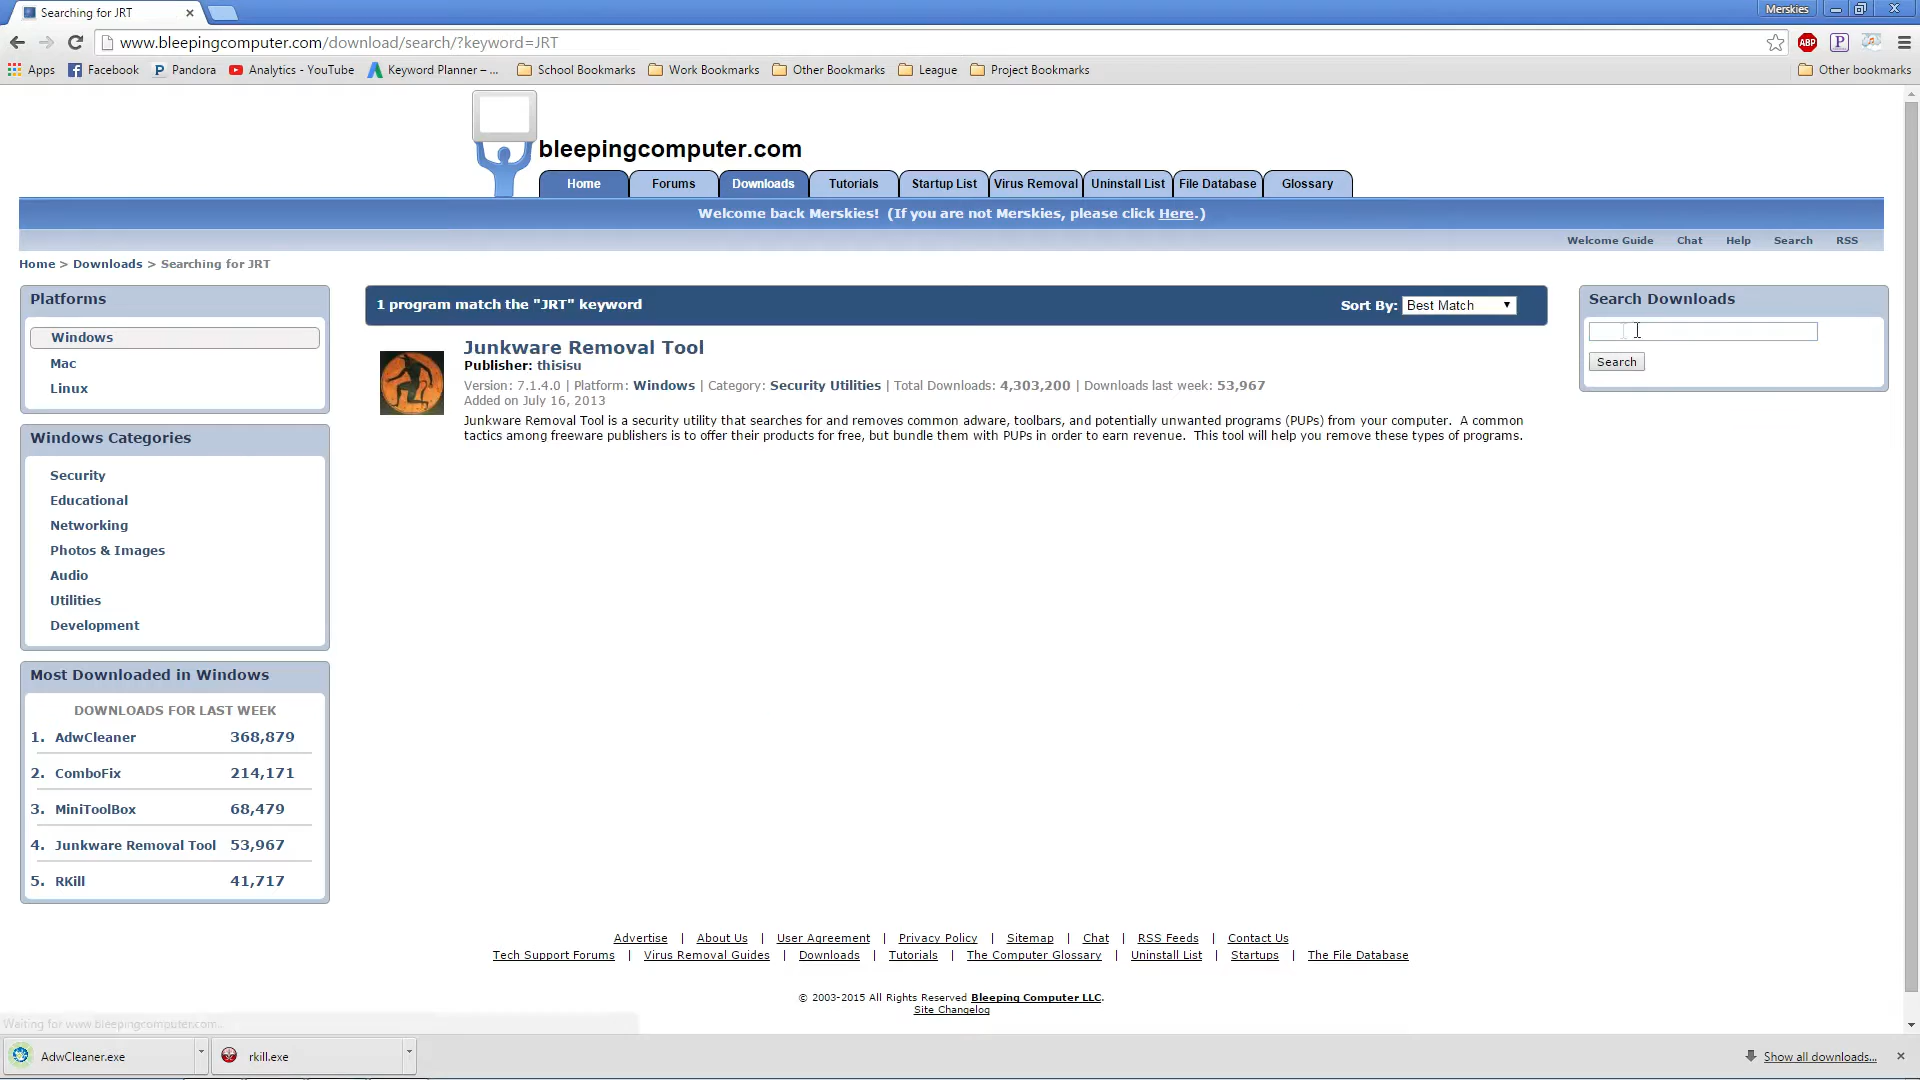 Searching for JRT
Merskies
www.bleepingcomputer.com/download/search/?keyword=JRT
ABP
P
Apps
Facebook
P Pandora
Analytics - YouTube
Keyword Planner – ...
School Bookmarks
Work Bookmarks
Other Bookmarks
League
Project Bookmarks
Other bookmarks
bleepingcomputer.com
Home
Forums
Downloads
Tutorials
Startup List
Virus Removal
Uninstall List
File Database
Glossary
Welcome back Merskies! (If you are not Merskies, please click Here.)
Welcome Guide
Chat
Help
Search
RSS
Home > Downloads > Searching for JRT
Platforms
Windows
Mac
Linux
Windows Categories
Security
Educational
Networking
Photos & Images
Audio
Utilities
Development
Most Downloaded in Windows
DOWNLOADS FOR LAST WEEK
1. AdwCleaner 368,879
2. ComboFix 214,171
3. MiniToolBox 68,479
4. Junkware Removal Tool 53,967
5. RKill 41,717
1 program match the "JRT" keyword
Sort By: Best Match
Junkware Removal Tool
Publisher: thisisu
Version: 7.1.4.0 | Platform: Windows | Category: Security Utilities | Total Downloads: 4,303,200 | Downloads last week: 53,967
Added on July 16, 2013
Junkware Removal Tool is a security utility that searches for and removes common adware, toolbars, and potentially unwanted programs (PUPs) from your computer. A common
tactics among freeware publishers is to offer their products for free, but bundle them with PUPs in order to earn revenue. This tool will help you remove these types of programs.
Search Downloads
Search
Advertise | About Us | User Agreement | Privacy Policy | Sitemap | Chat | RSS Feeds | Contact Us
Tech Support Forums | Virus Removal Guides | Downloads | Tutorials | The Computer Glossary | Uninstall List | Startups | The File Database
© 2003-2015 All Rights Reserved Bleeping Computer LLC.
Site Changelog
Waiting for www.bleepingcomputer.com...
AdwCleaner.exe
rkill.exe
Show all downloads...